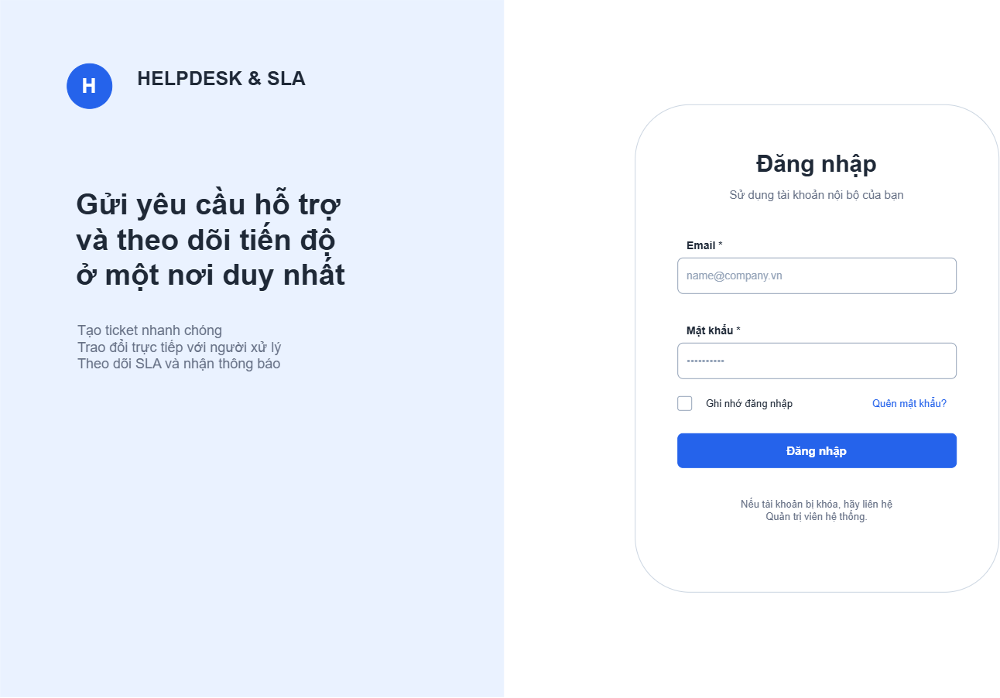 H
HELPDESK & SLA
Gửi yêu cầu hỗ trợ
và theo dõi tiến độ
ở một nơi duy nhất
Tạo ticket nhanh chóng
Trao đổi trực tiếp với người xử lý
Theo dõi SLA và nhận thông báo
Đăng nhập
Sử dụng tài khoản nội bộ của bạn
Email *
name@company.vn
Mật khẩu *
••••••••••
Ghi nhớ đăng nhập
Quên mật khẩu?
Đăng nhập
Nếu tài khoản bị khóa, hãy liên hệ
Quản trị viên hệ thống.